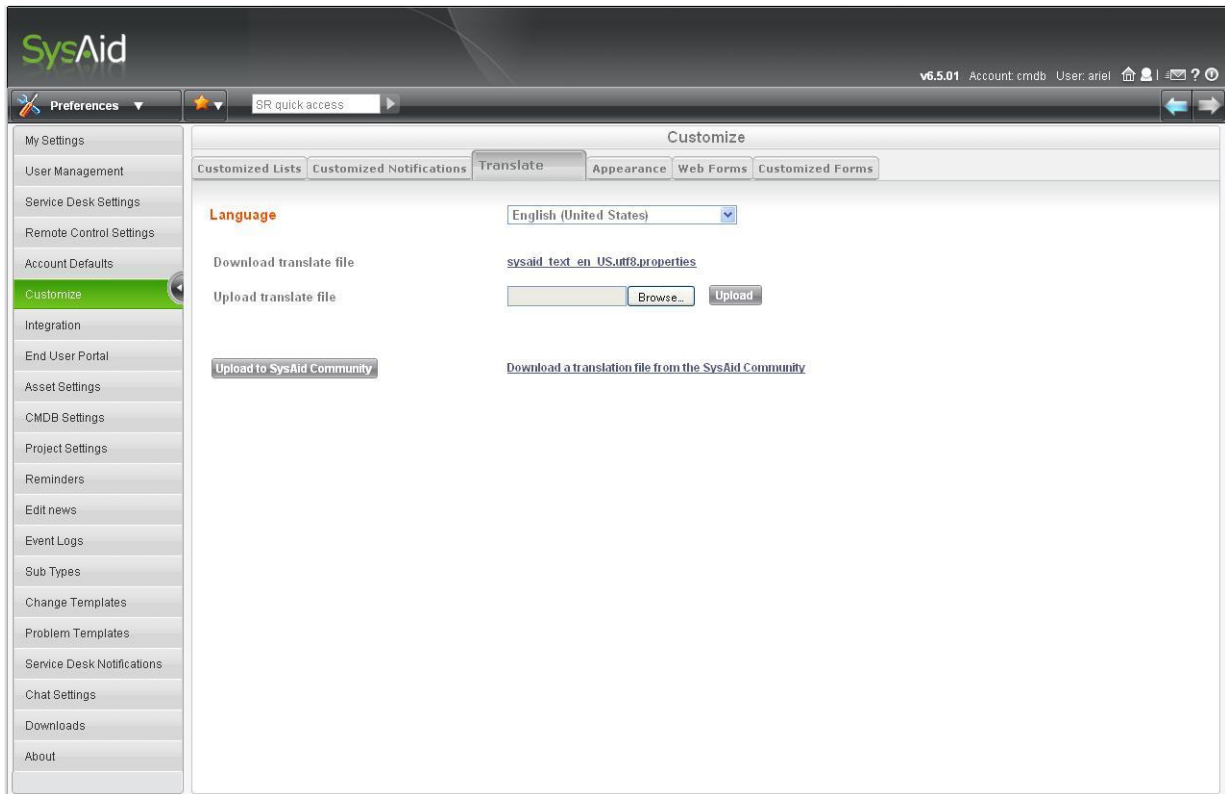 SysAid
v6.5.01 Account: cmdb User: ariel
Preferences
SR quick access
My Settings
User Management
Service Desk Settings
Remote Control Settings
Account Defaults
Customize
Integration
End User Portal
Asset Settings
CMDB Settings
Project Settings
Reminders
Edit news
Event Logs
Sub Types
Change Templates
Problem Templates
Service Desk Notifications
Chat Settings
Downloads
About
Customize
Customized Lists Customized Notifications Translate Appearance Web Forms Customized Forms
Language English (United States)
Download translate file sysaid_text_en_US.utf8.properties
Upload translate file Browse... Upload
Upload to SysAid Community Download a translation file from the SysAid Community